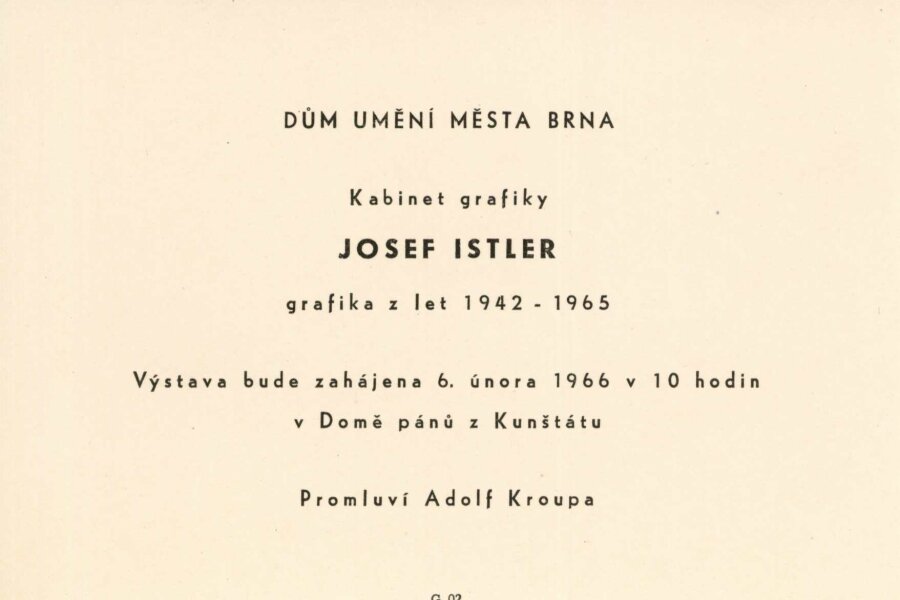 DŮM UMĚNÍ MĚSTA BRNA
Kabinet grafiky
JOSEF ISTLER
grafika z let 1942 - 1965
Výstava bude zahájena 6. února 1966 v 10 hodin
v Domě pánů z Kunštátu
Promluví Adolf Kroupa